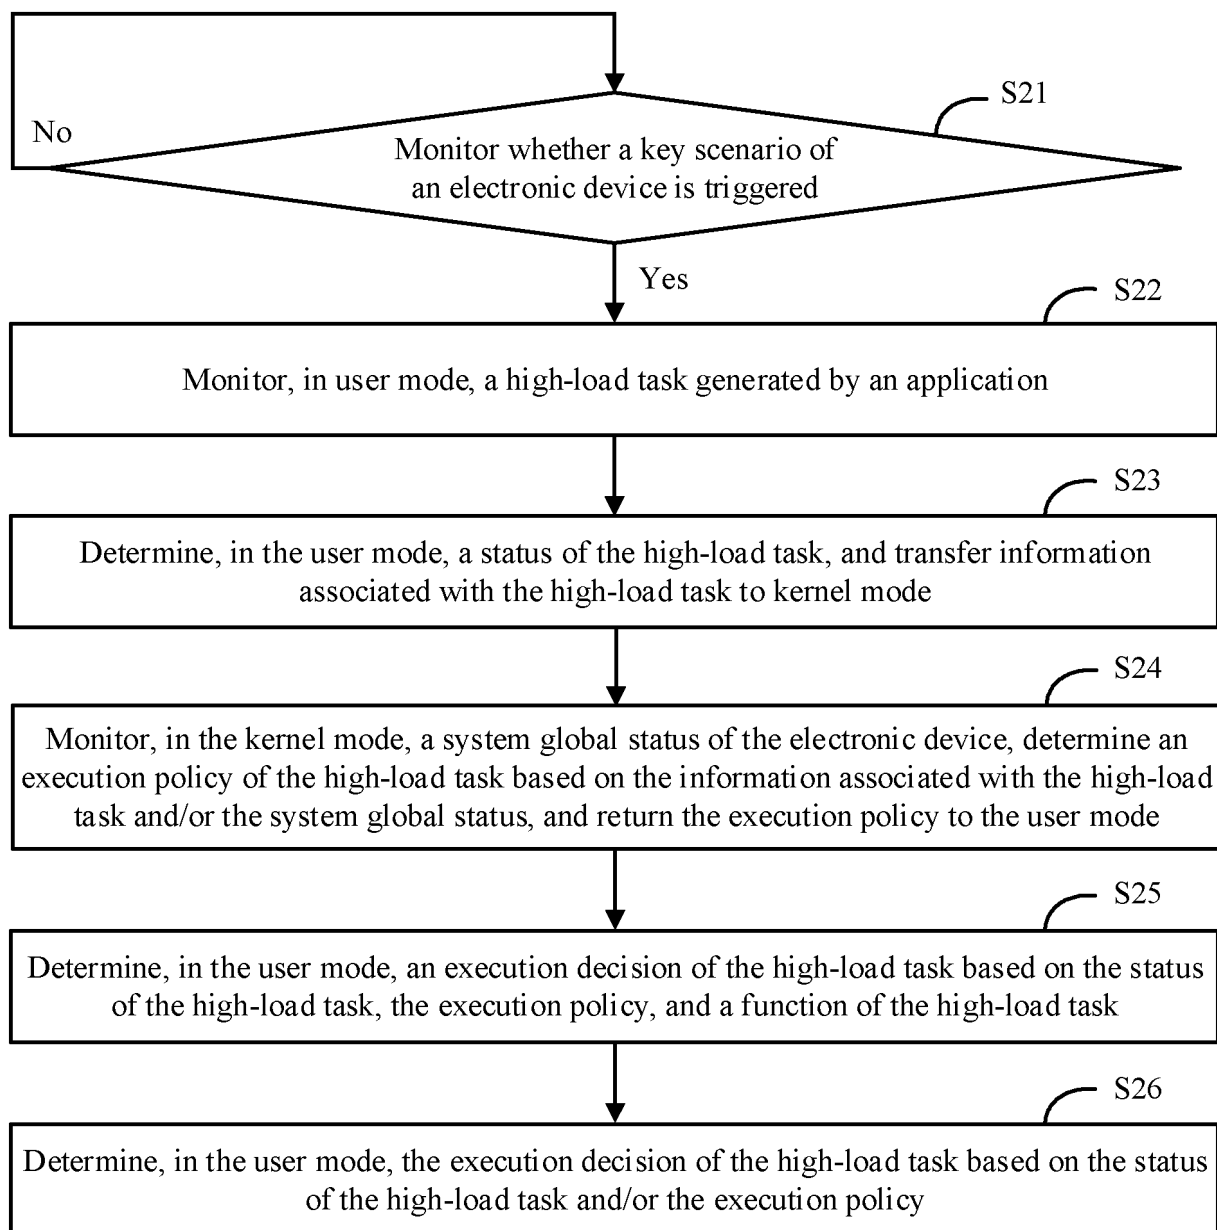 S21
No
Monitor whether a key scenario of
an electronic device is triggered
Yes
S22
Monitor, in user mode, a high-load task generated by an application
S23
Determine, in the user mode, a status of the high-load task, and transfer information
associated with the high-load task to kernel mode
S24
Monitor, in the kernel mode, a system global status of the electronic device, determine an
execution policy of the high-load task based on the information associated with the high-load
task and/or the system global status, and return the execution policy to the user mode
S25
Determine, in the user mode, an execution decision of the high-load task based on the status
of the high-load task, the execution policy, and a function of the high-load task
S26
Determine, in the user mode, the execution decision of the high-load task based on the status
of the high-load task and/or the execution policy